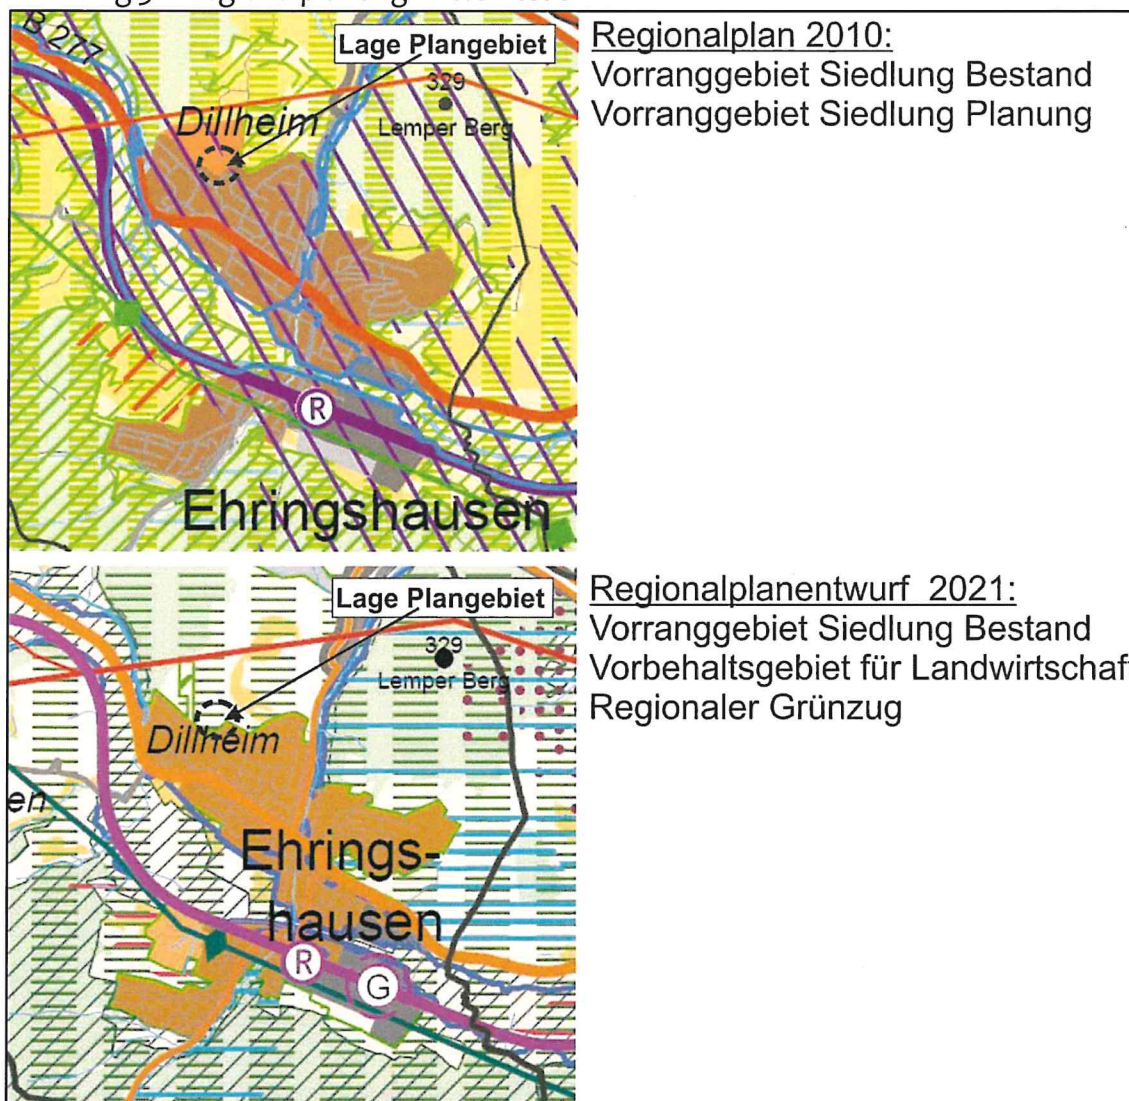 B 277
Lage Plangebiet
329
Dillheim
Lemper Berg
R
Ehringshausen
Regionalplan 2010:
Vorranggebiet Siedlung Bestand
Vorranggebiet Siedlung Planung
Lage Plangebiet
329
Lemper Berg
Dillheim
en
Ehrings-
hausen
R
G
Regionalplanentwurf 2021:
Vorranggebiet Siedlung Bestand
Vorbehaltsgebiet für Landwirtschaf
Regionaler Grünzug